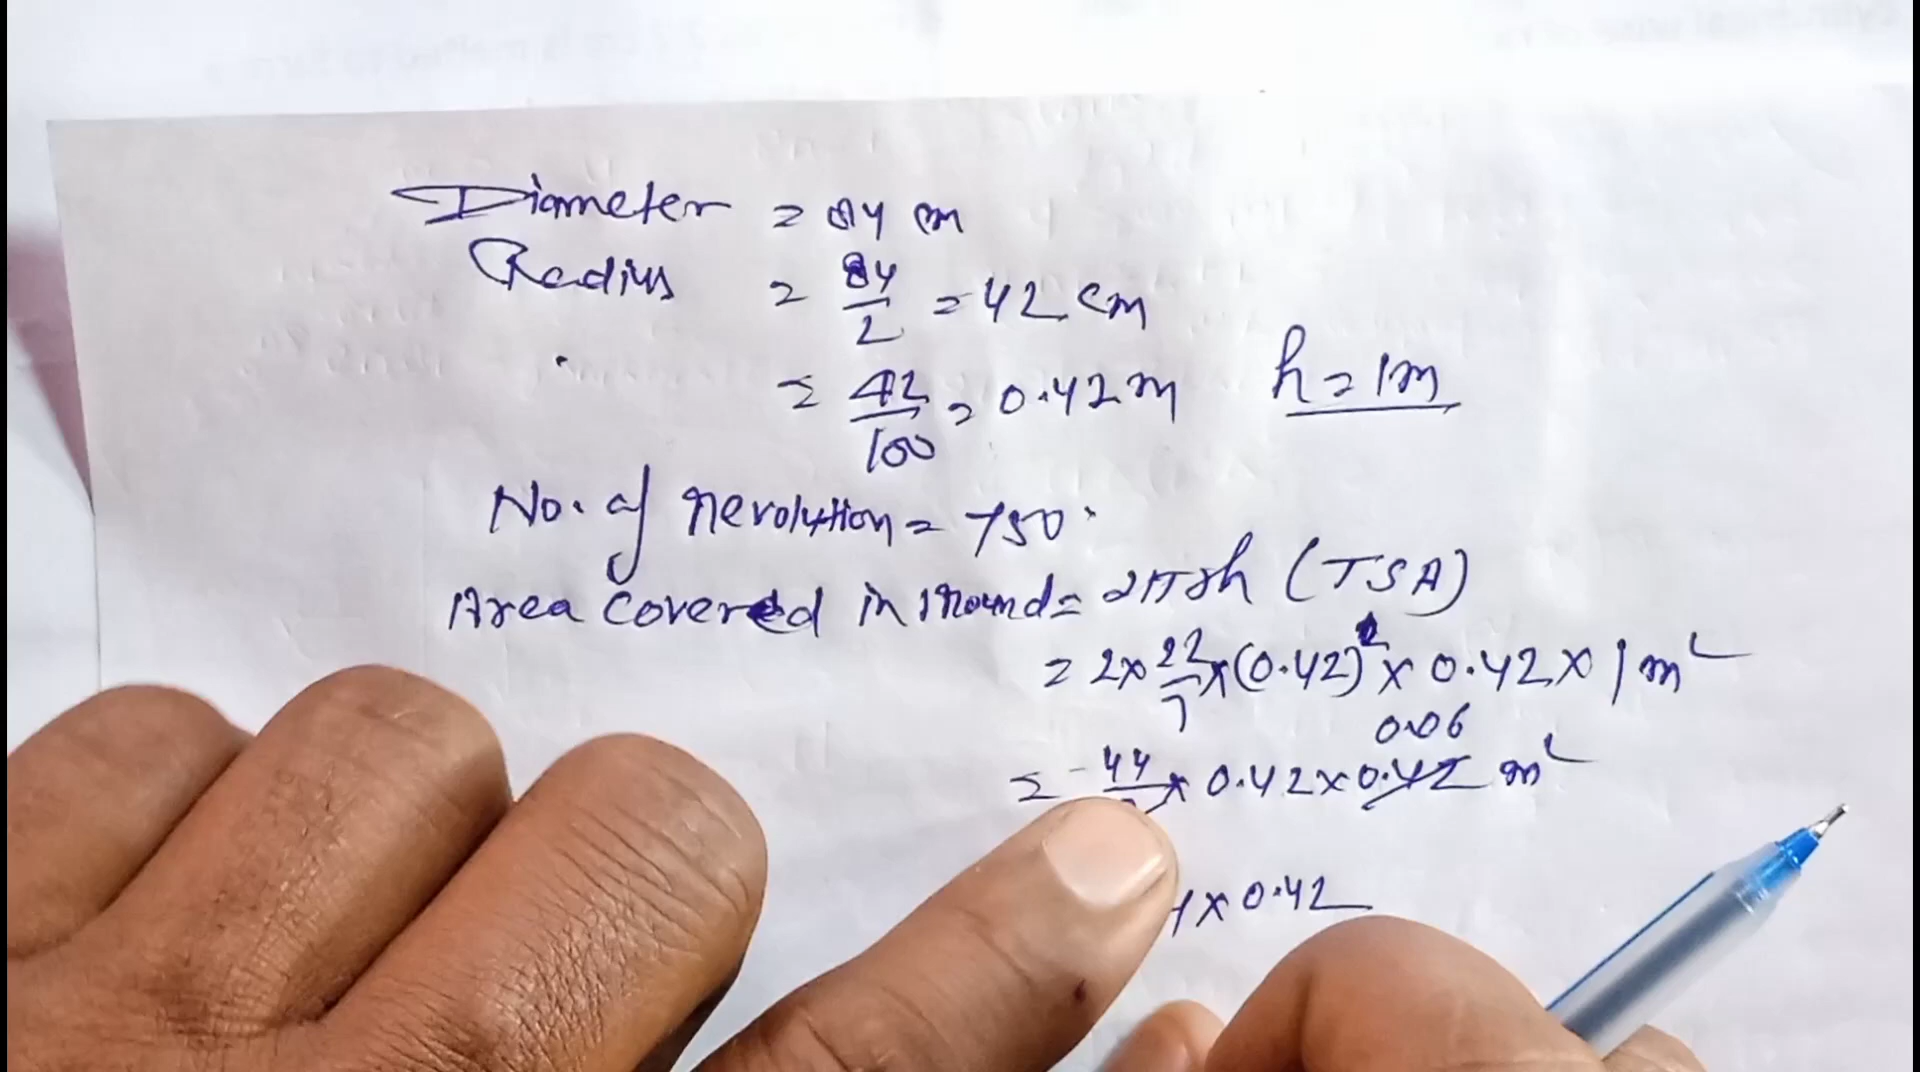 Diameter = 84 cm
Radius = 84/2 = 42 cm
= 42/100 = 0.42 m h = 1m
No. of revolution = 750
Area covered in 1 round = 2πrh (TSA)
= 2 × 22/7 × (0.42)² × 0.42 × 1 m²
0.06
= 44 × 0.42 × 0.42 m²
× 0.42